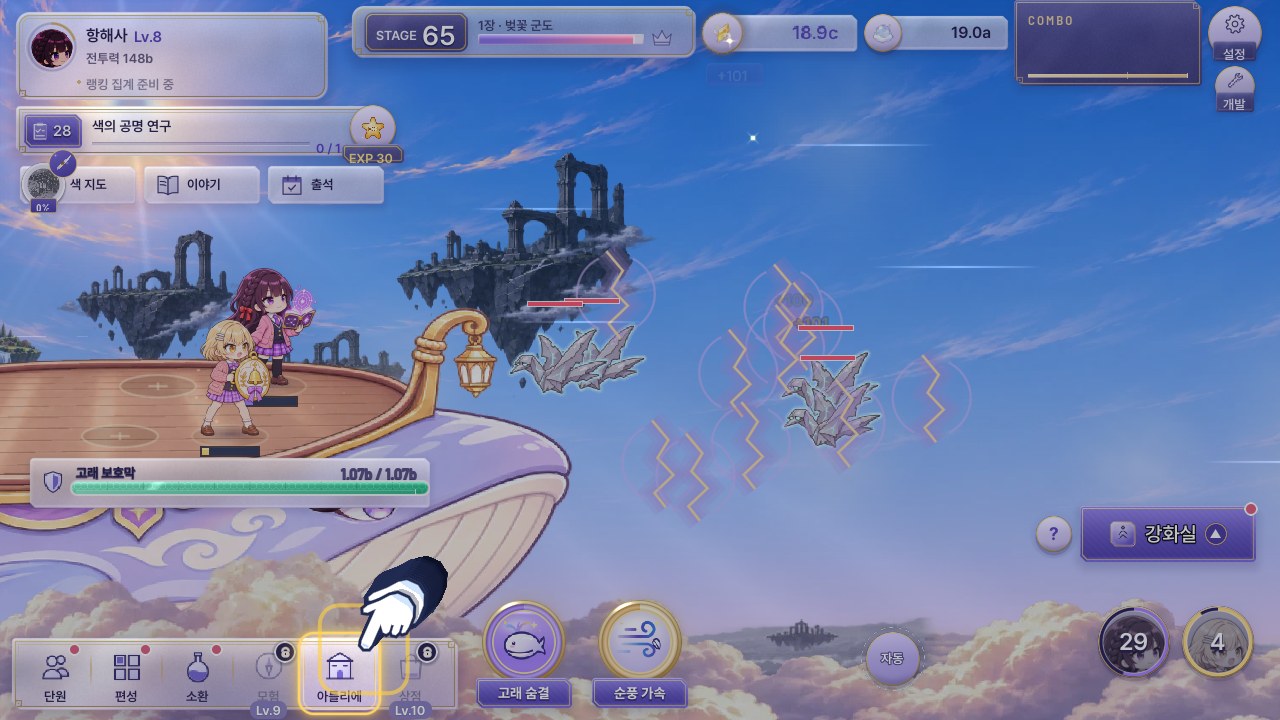 항해사 Lv.8
전투력 148b
* 랭킹 집계 준비 중
STAGE 65
1장 · 벚꽃 군도
18.9c
19.0a
+101
COMBO
설정
개발
28
색의 공명 연구
0 / 1
EXP 30
색 지도
0%
이야기
출석
고래 보호막
1.07b / 1.07b
?
강화실
단원
편성
소환
모험
Lv.9
아틀리에
상점
Lv.10
고래 숨결
순풍 가속
자동
29
4